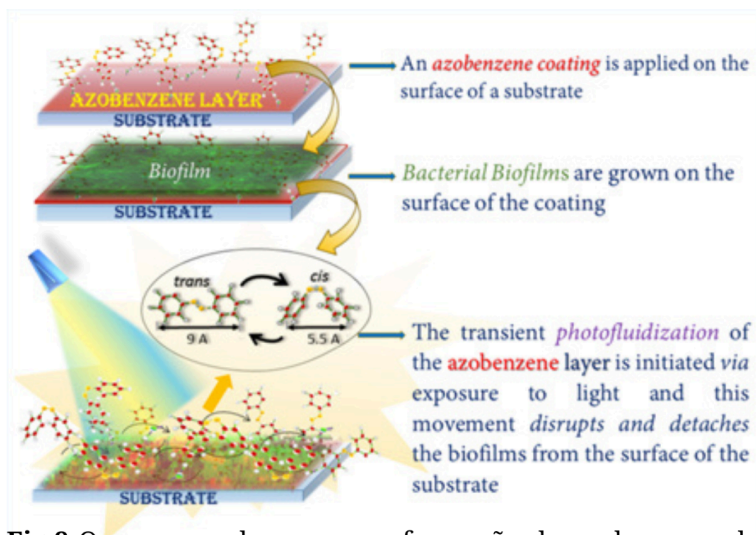 An azobenzene coating is applied on the
surface of a substrate
AZOBENZENE LAYER
SUBSTRATE
Biofilm
SUBSTRATE
Bacterial Biofilms are grown on the
surface of the coating
trans
cis
9 A
5.5 A
The transient photofluidization of
the azobenzene layer is initiated via
exposure to light and this
movement disrupts and detaches
the biofilms from the surface of the
substrate
SUBSTRATE